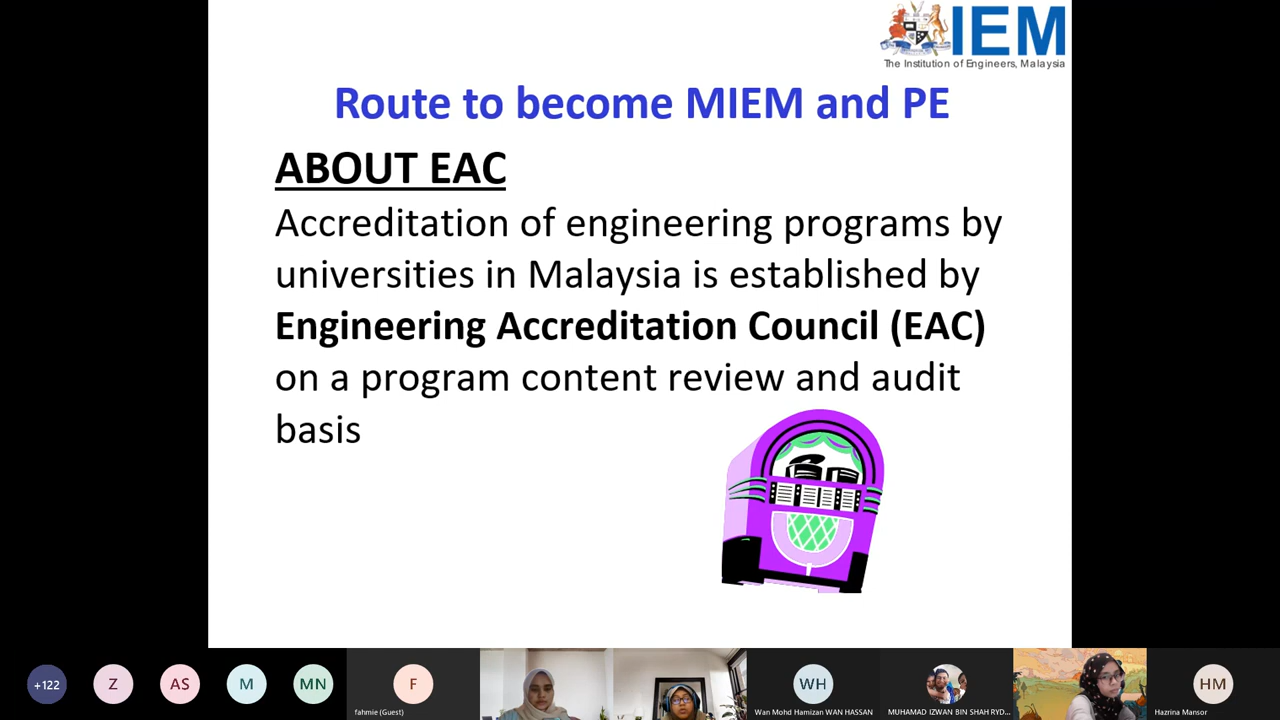 IEM
The Institution of Engineers, Malaysia
Route to become MIEM and PE
ABOUT EAC
Accreditation of engineering programs by
universities in Malaysia is established by
Engineering Accreditation Council (EAC)
on a program content review and audit
basis
+122
Z
AS
M
MN
F
WH
HM
fahmie (Guest)
Wan Mohd Hamizan WAN HASSAN
MUHAMAD IZWAN BIN SHAH RYD...
Hazrina Mansor